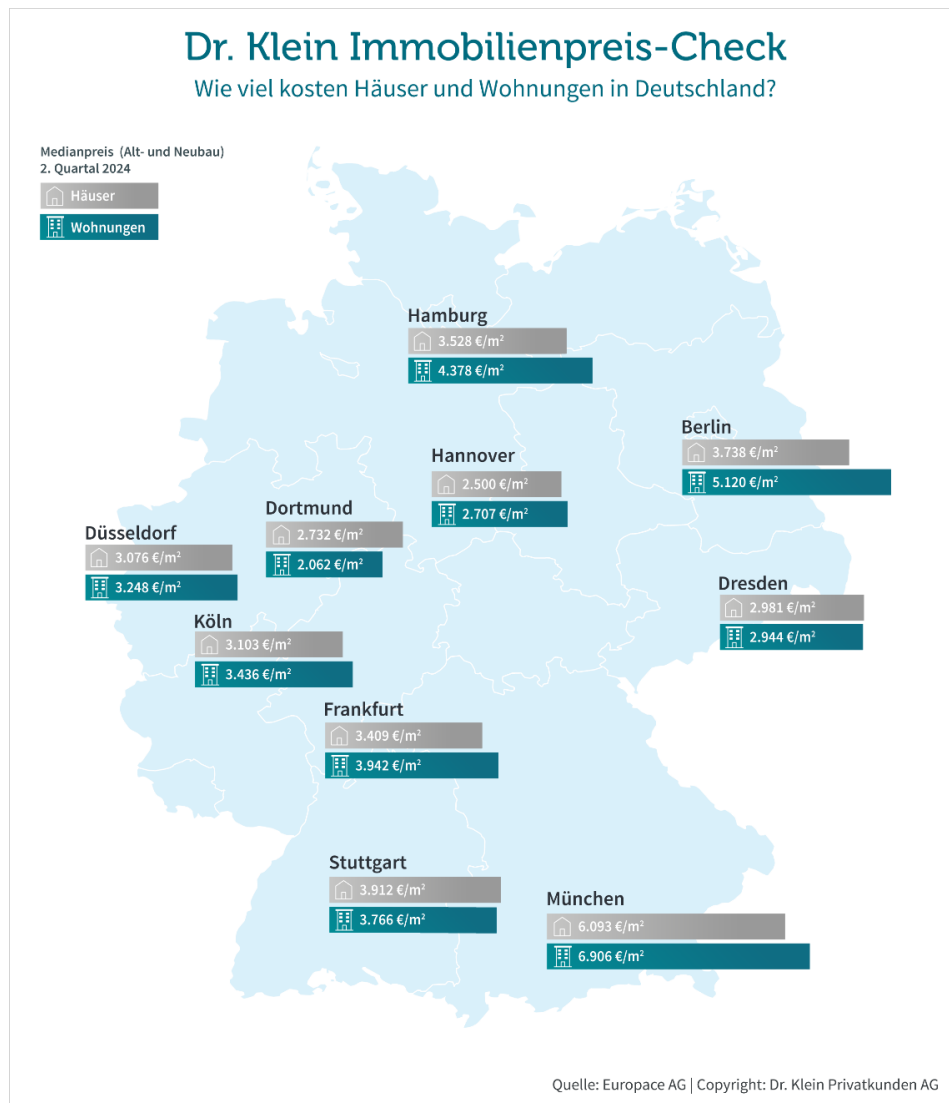 Dr. Klein Immobilienpreis-Check
Wie viel kosten Häuser und Wohnungen in Deutschland?
Medianpreis (Alt- und Neubau)
2. Quartal 2024
Häuser
Wohnungen
Hamburg
3.528 €/m²
4.378 €/m²
Berlin
3.738 €/m²
5.120 €/m²
Hannover
2.500 €/m²
2.707 €/m²
Dortmund
2.732 €/m²
2.062 €/m²
Düsseldorf
3.076 €/m²
3.248 €/m²
Dresden
2.981 €/m²
2.944 €/m²
Köln
3.103 €/m²
3.436 €/m²
Frankfurt
3.409 €/m²
3.942 €/m²
Stuttgart
3.912 €/m²
3.766 €/m²
München
6.093 €/m²
6.906 €/m²
Quelle: Europace AG | Copyright: Dr. Klein Privatkunden AG